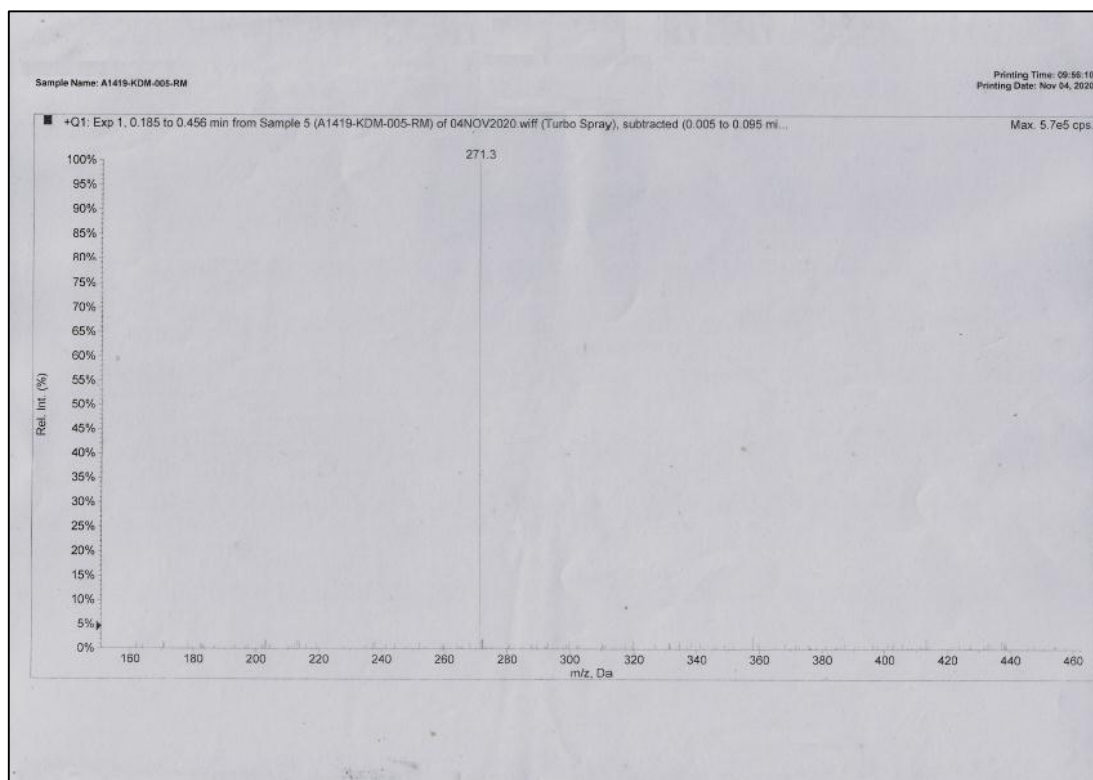 Printing Time: 09:56:10
Sample Name: A1419-KDM-005-RM
Printing Date: Nov 04, 2020
+Q1: Exp 1, 0.185 to 0.456 min from Sample 5 (A1419-KDM-005-RM) of 04NOV2020.wiff (Turbo Spray), subtracted (0.005 to 0.095 mi...
Max. 5.7e5 cps.
271.3
100%
95%
90%
85%
80%
75%
70%
65%
60%
55%
50%
45%
40%
35%
30%
25%
20%
15%
10%
5%
0%
Rel. Int. (%)
160 180 200 220 240 260 280 300 320 340 360 380 400 420 440 460
m/z, Da